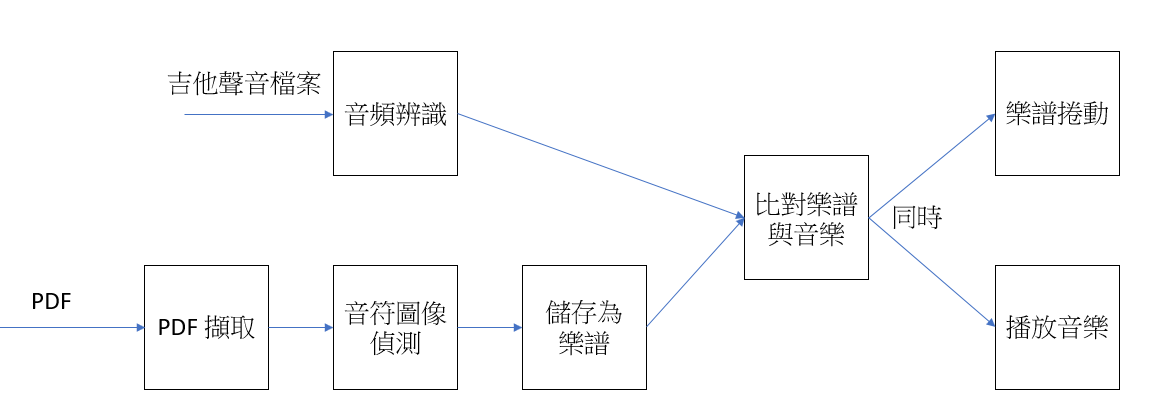 吉他聲音檔案
音頻辨識
樂譜捲動
比對樂譜
與音樂
同時
PDF
PDF 擷取
音符圖像
偵測
儲存為
樂譜
播放音樂